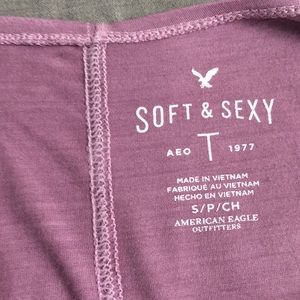 SOFT & SEXY
AEO T 1977
MADE IN VIETNAM
FABRIQUÉ AU VIETNAM
HECHO EN VIETNAM
S/P/CH
AMERICAN EAGLE
OUTFITTERS